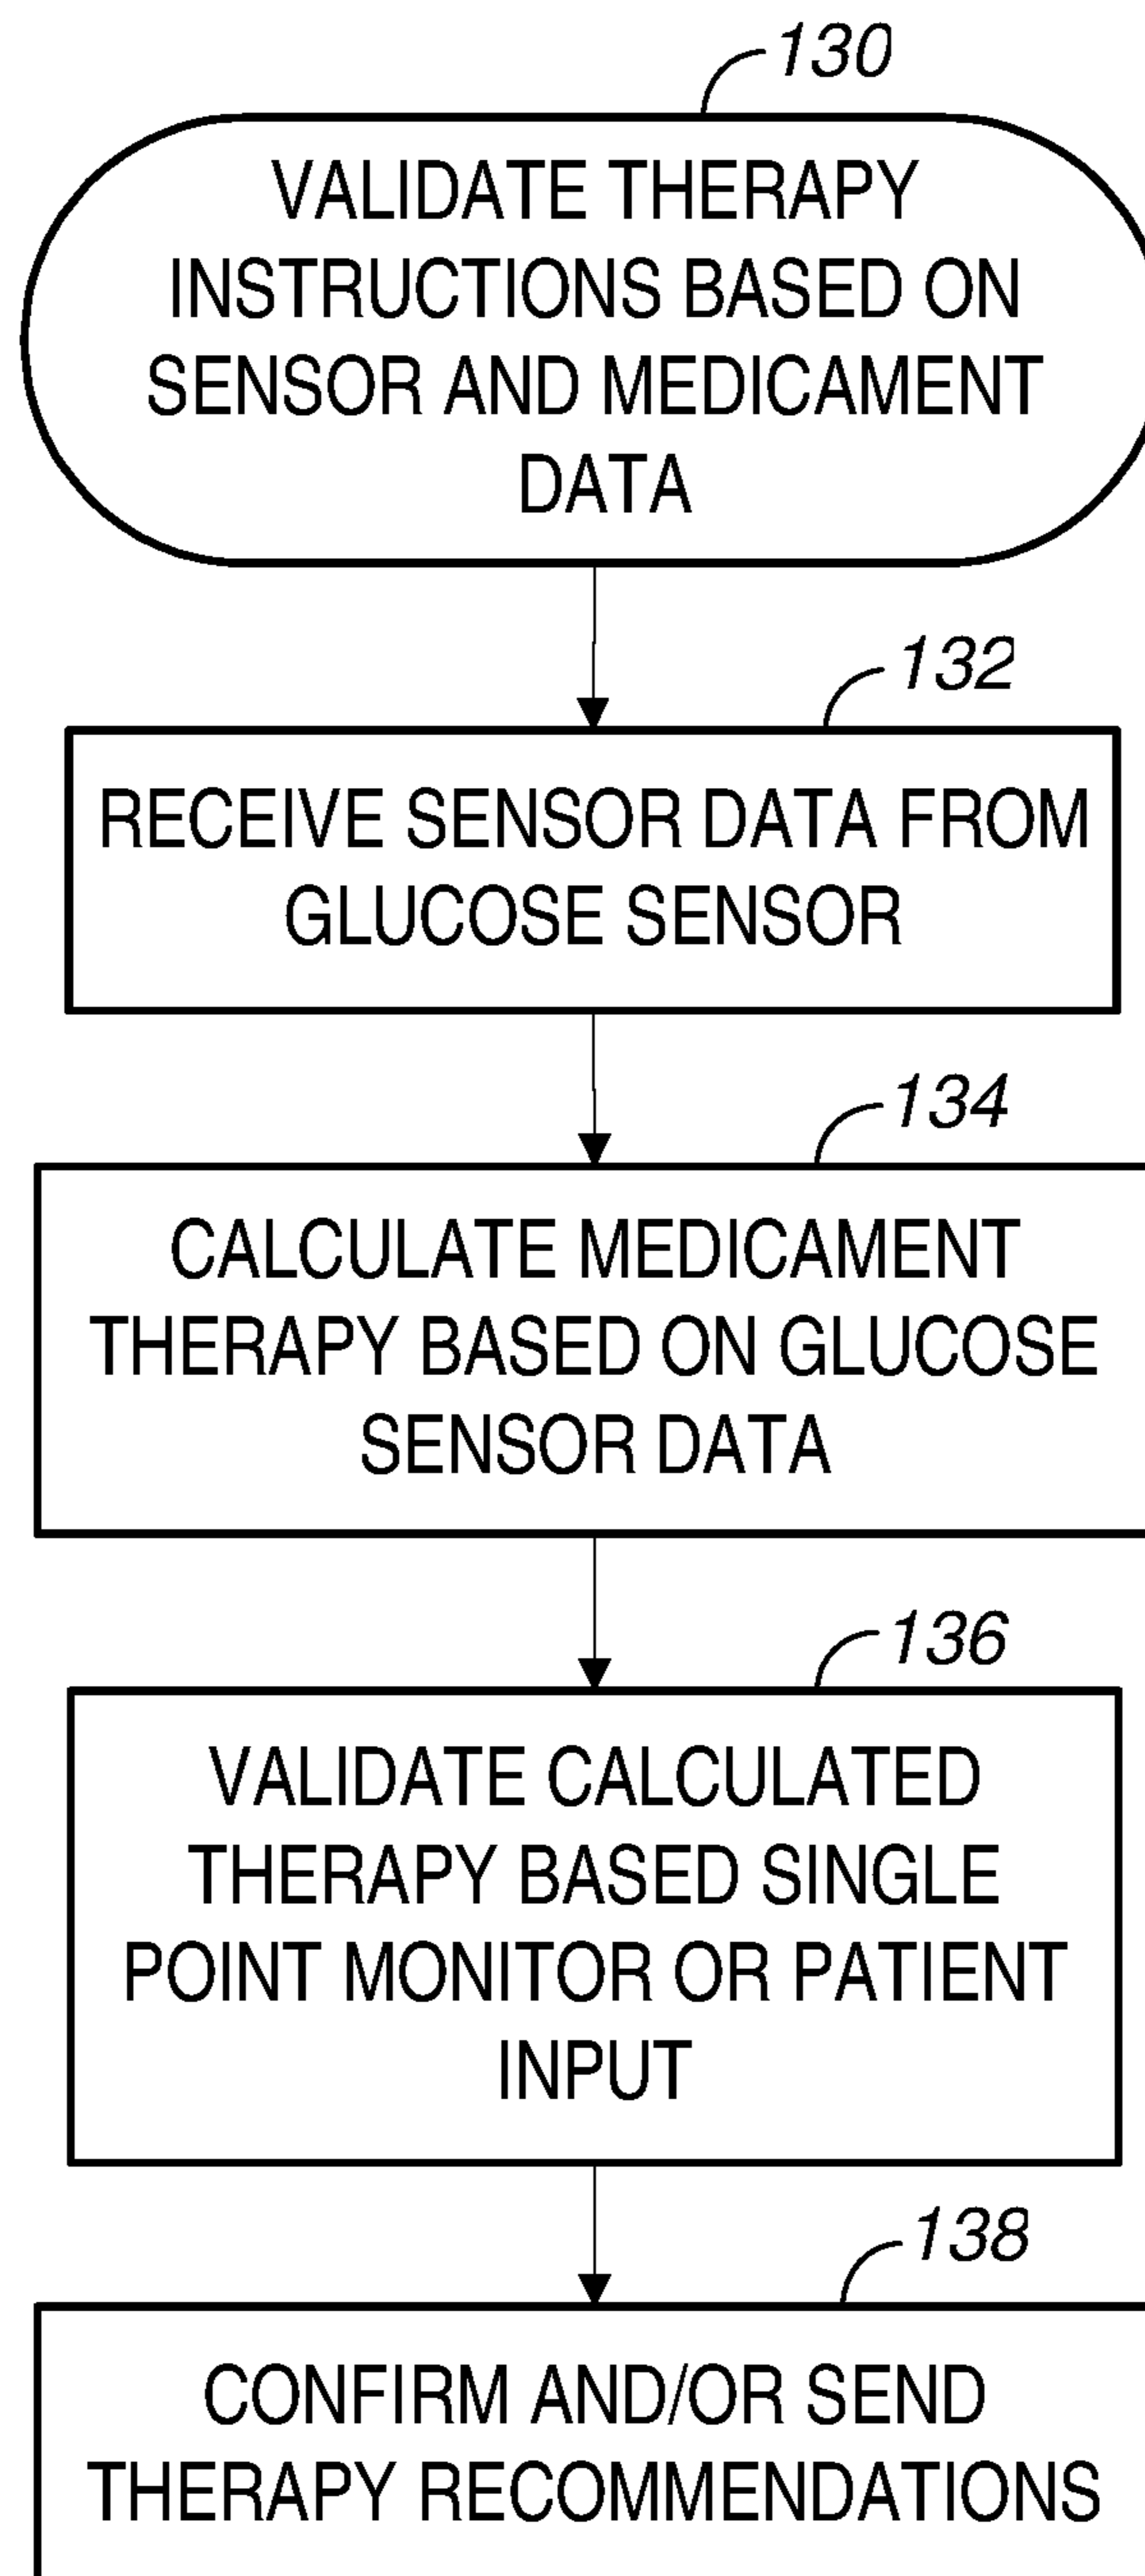 130
VALIDATE THERAPY
INSTRUCTIONS BASED ON
SENSOR AND MEDICAMENT
DATA
132
RECEIVE SENSOR DATA FROM
GLUCOSE SENSOR
134
CALCULATE MEDICAMENT
THERAPY BASED ON GLUCOSE
SENSOR DATA
136
VALIDATE CALCULATED
THERAPY BASED SINGLE
POINT MONITOR OR PATIENT
INPUT
138
CONFIRM AND/OR SEND
THERAPY RECOMMENDATIONS